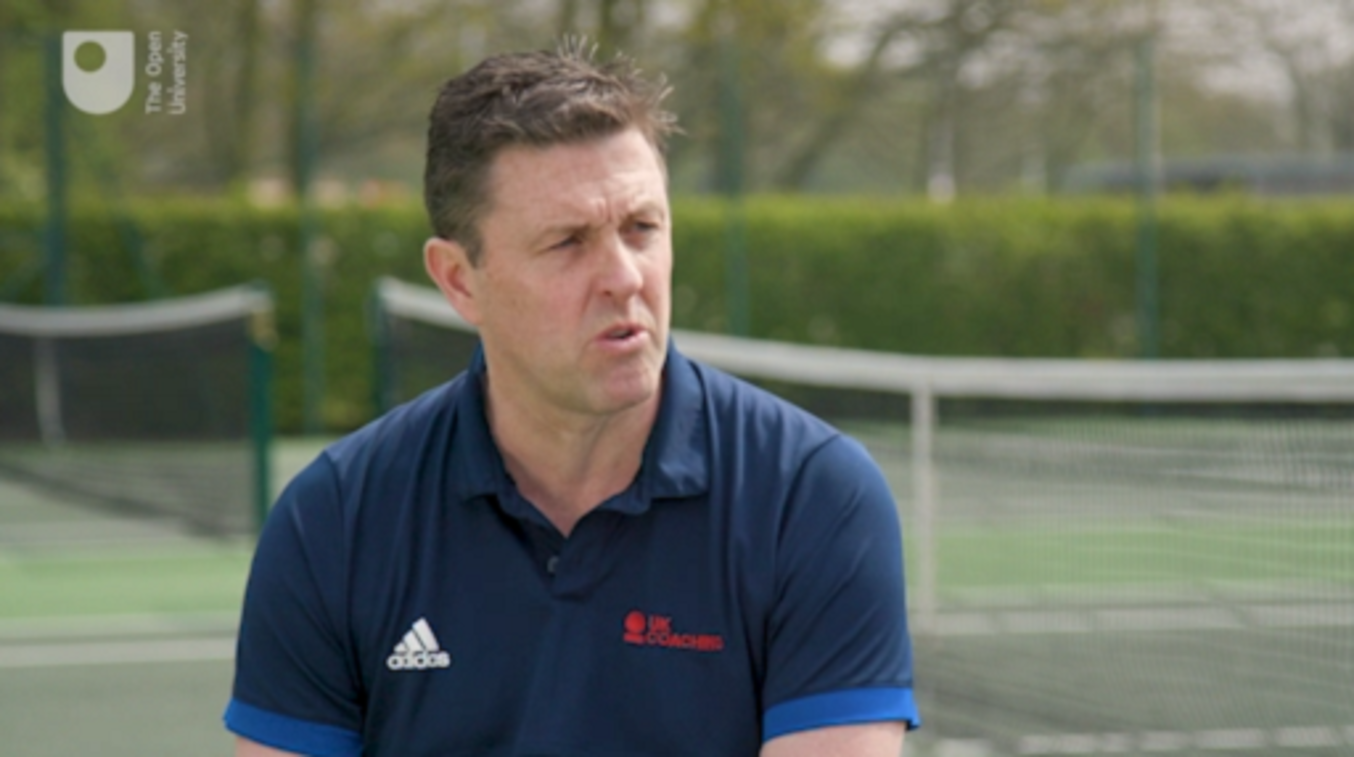 The Open
University
adidas
UK
COACHING